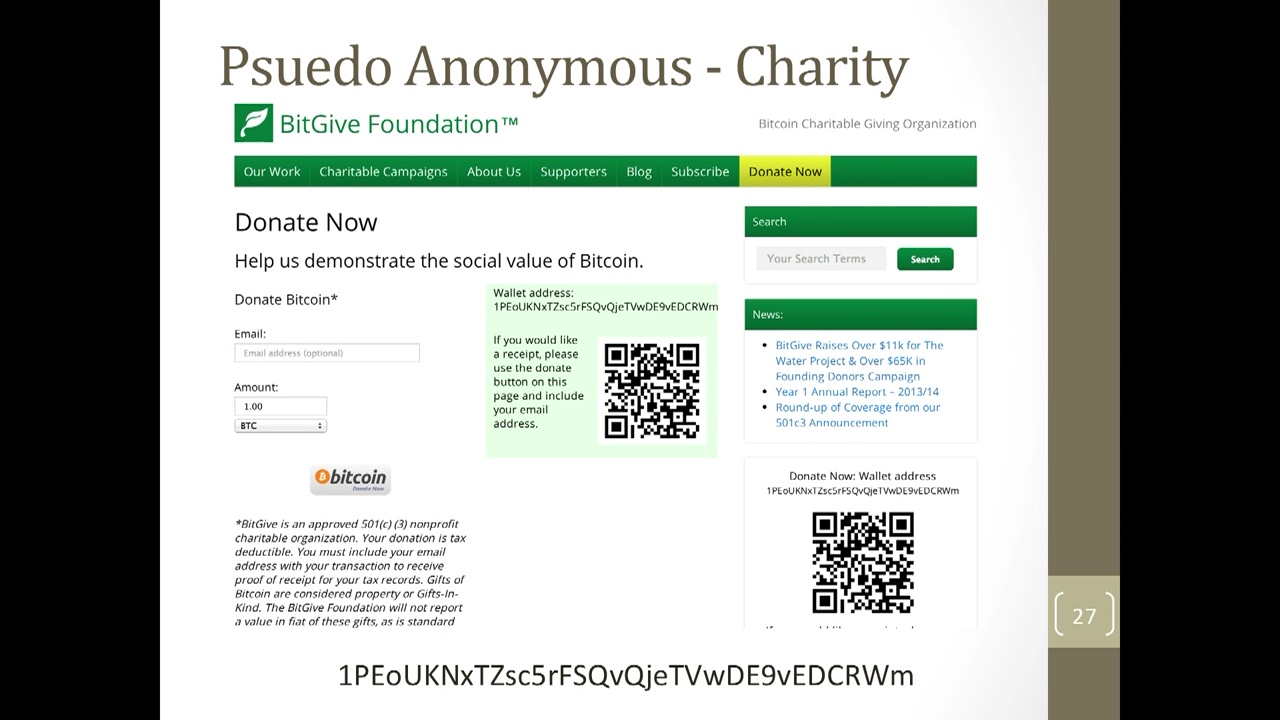 Psuedo Anonymous - Charity
BitGive Foundation™
Bitcoin Charitable Giving Organization
Our Work Charitable Campaigns About Us Supporters Blog Subscribe Donate Now
Donate Now
Help us demonstrate the social value of Bitcoin.
Donate Bitcoin*
Email:
Email address (optional)
Amount:
1.00
BTC
bitcoin
Donate Now
*BitGive is an approved 501(c) (3) nonprofit
charitable organization. Your donation is tax
deductible. You must include your email
address with your transaction to receive
proof of receipt for your tax records. Gifts of
Bitcoin are considered property or Gifts-In-
Kind. The BitGive Foundation will not report
a value in fiat of these gifts, as is standard
Wallet address:
1PEoUKNxTZsc5rFSQvQjeTVwDE9vEDCRWm
If you would like
a receipt, please
use the donate
button on this
page and include
your email
address.
Search
Your Search Terms Search
News:
• BitGive Raises Over $11k for The
Water Project & Over $65K in
Founding Donors Campaign
• Year 1 Annual Report – 2013/14
• Round-up of Coverage from our
501c3 Announcement
Donate Now: Wallet address
1PEoUKNxTZsc5rFSQvQjeTVwDE9vEDCRWm
27
1PEoUKNxTZsc5rFSQvQjeTVwDE9vEDCRWm